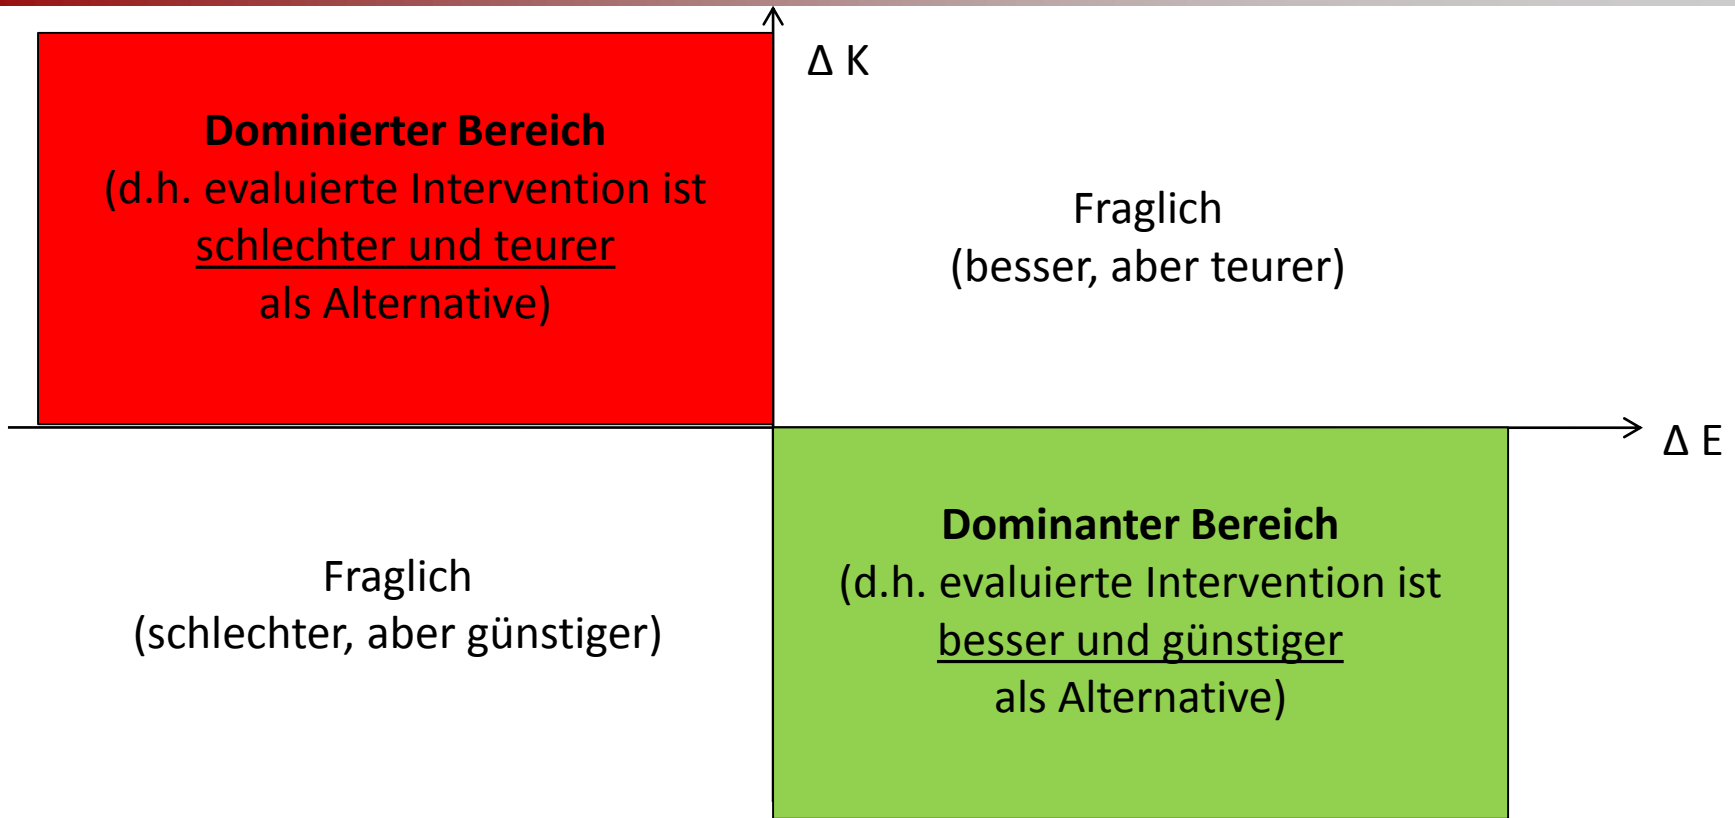 Δ K
Dominierter Bereich
(d.h. evaluierte Intervention ist
schlechter und teurer
als Alternative)
Fraglich
(besser, aber teurer)
Δ E
Fraglich
(schlechter, aber günstiger)
Dominanter Bereich
(d.h. evaluierte Intervention ist
besser und günstiger
als Alternative)